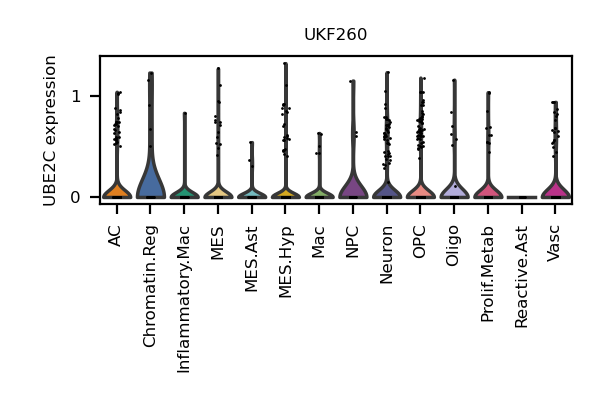 UKF260
UBE2C expression
1
0
AC
Chromatin.Reg
Inflammatory.Mac
MES
MES.Ast
MES.Hyp
Mac
NPC
Neuron
OPC
Oligo
Prolif.Metab
Reactive.Ast
Vasc